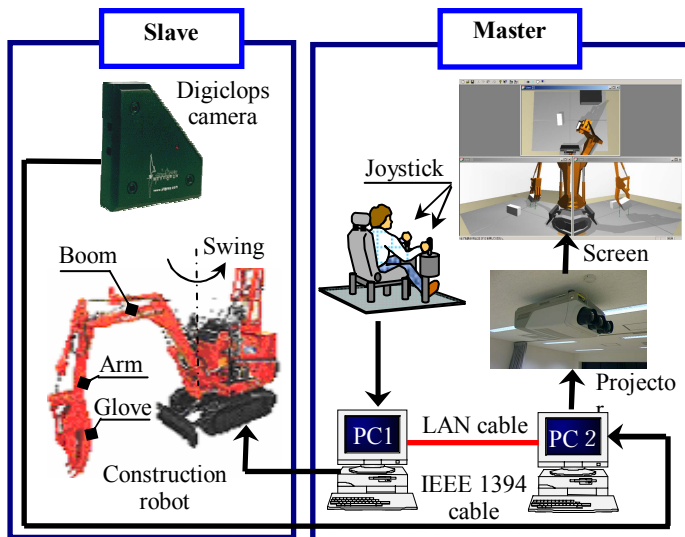 Slave
Master
Digiclops
camera
Joystick
Swing
Boom
Screen
Arm
Projecto
r
Glove
PC1
LAN cable
PC 2
Construction
robot
IEEE 1394
cable